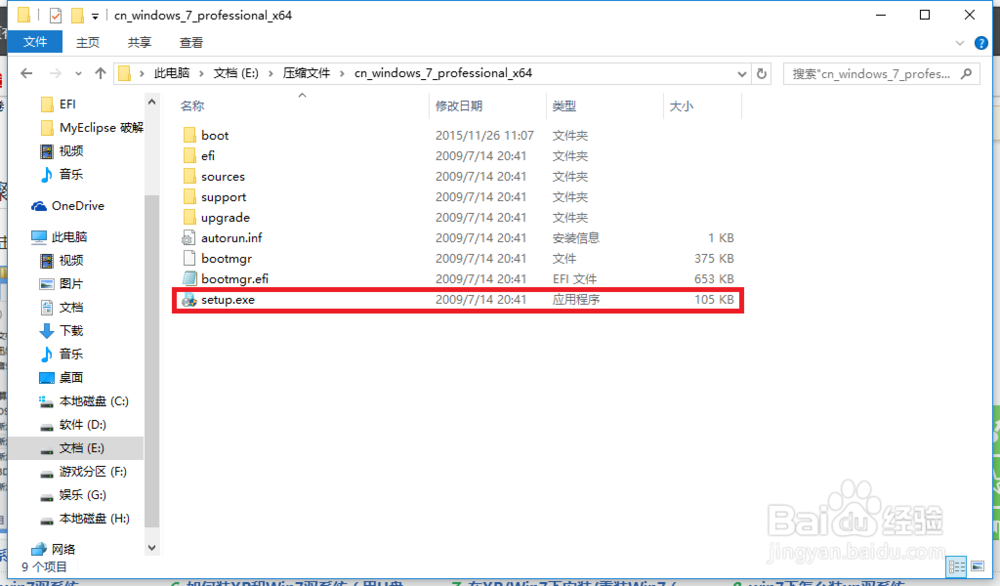 cn_windows_7_professional_x64
文件 主页 共享 查看
此电脑 文档 (E:) 压缩文件 cn_windows_7_professional_x64
搜索"cn_windows_7_profes...
EFI
MyEclipse 破解
视频
音乐
OneDrive
此电脑
视频
图片
文档
下载
音乐
桌面
本地磁盘 (C:)
软件 (D:)
文档 (E:)
游戏分区 (F:)
娱乐 (G:)
本地磁盘 (H:)
网络
名称 修改日期 类型 大小
boot 2015/11/26 11:07 文件夹
efi 2009/7/14 20:41 文件夹
sources 2009/7/14 20:41 文件夹
support 2009/7/14 20:41 文件夹
upgrade 2009/7/14 20:41 文件夹
autorun.inf 2009/7/14 20:41 安装信息 1 KB
bootmgr 2009/7/14 20:41 文件 375 KB
bootmgr.efi 2009/7/14 20:41 EFI 文件 653 KB
setup.exe 2009/7/14 20:41 应用程序 105 KB
9 个项目
Baidu 经验
jingyan.baidu.com